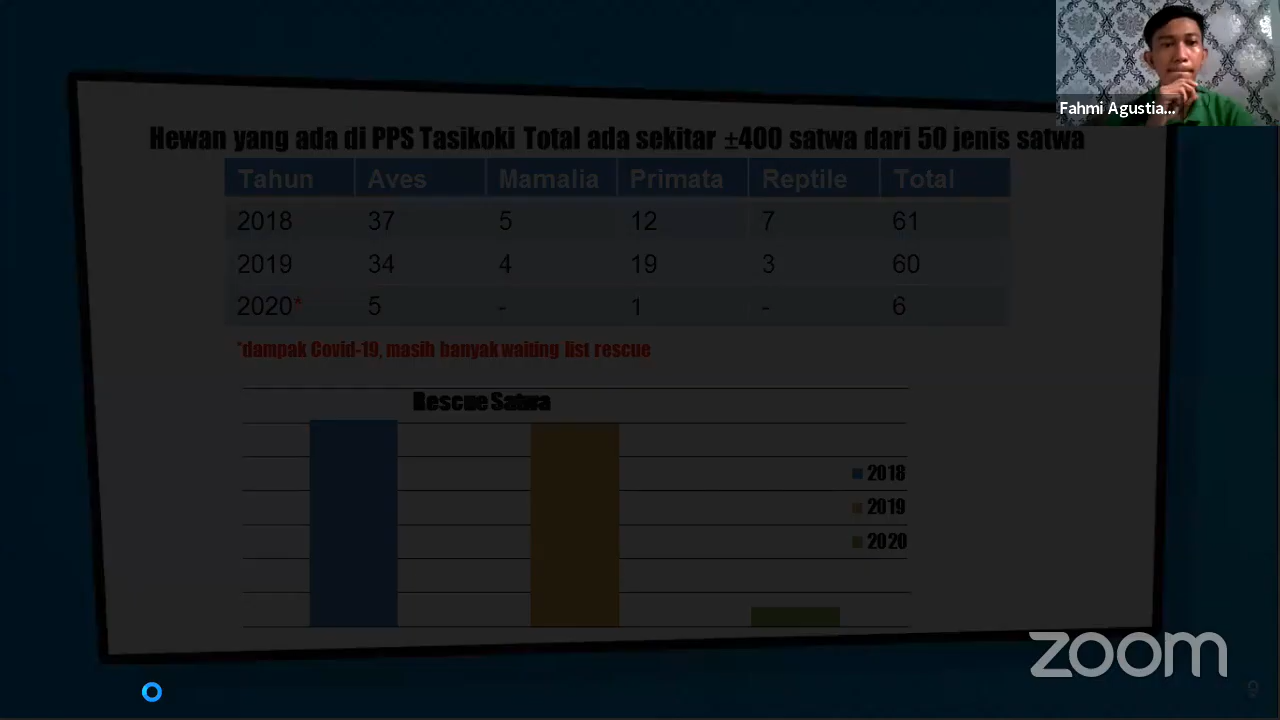 Fahmi Agustia...
Hewan yang ada di PPS Tasikoki Total ada sekitar ±400 satwa dari 50 jenis satwa
Tahun Aves Mamalia Primata Reptile Total
2018 37 5 12 7 61
2019 34 4 19 3 60
2020* 5 - 1 - 6
*dampak Covid-19, masih banyak waiting list rescue
Rescue Satwa
2018
2019
2020
zoom
9